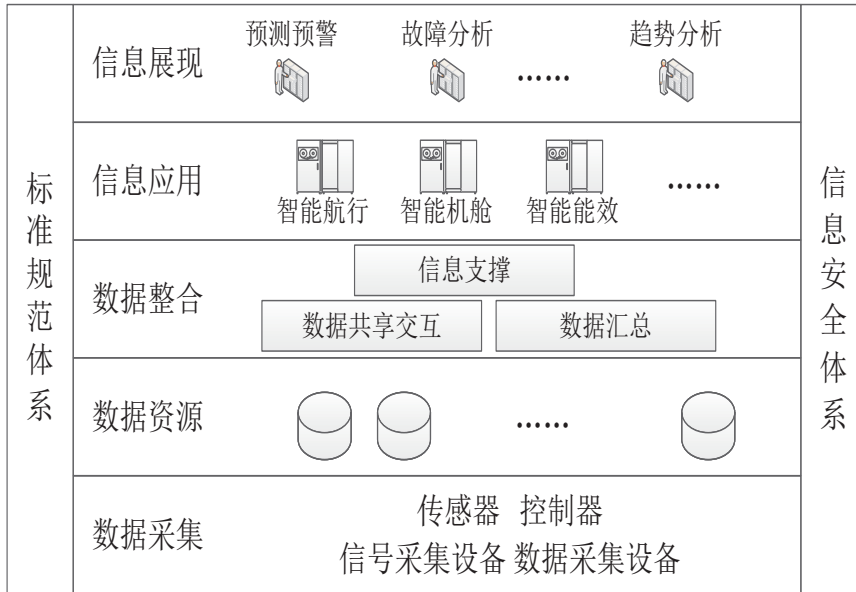 标准规范体系
信息展现
预测预警 故障分析 趋势分析
......
信息应用
智能航行 智能机舱 智能能效
......
数据整合
信息支撑
数据共享交互 数据汇总
数据资源
......
数据采集
传感器 控制器
信号采集设备 数据采集设备
信息安全体系